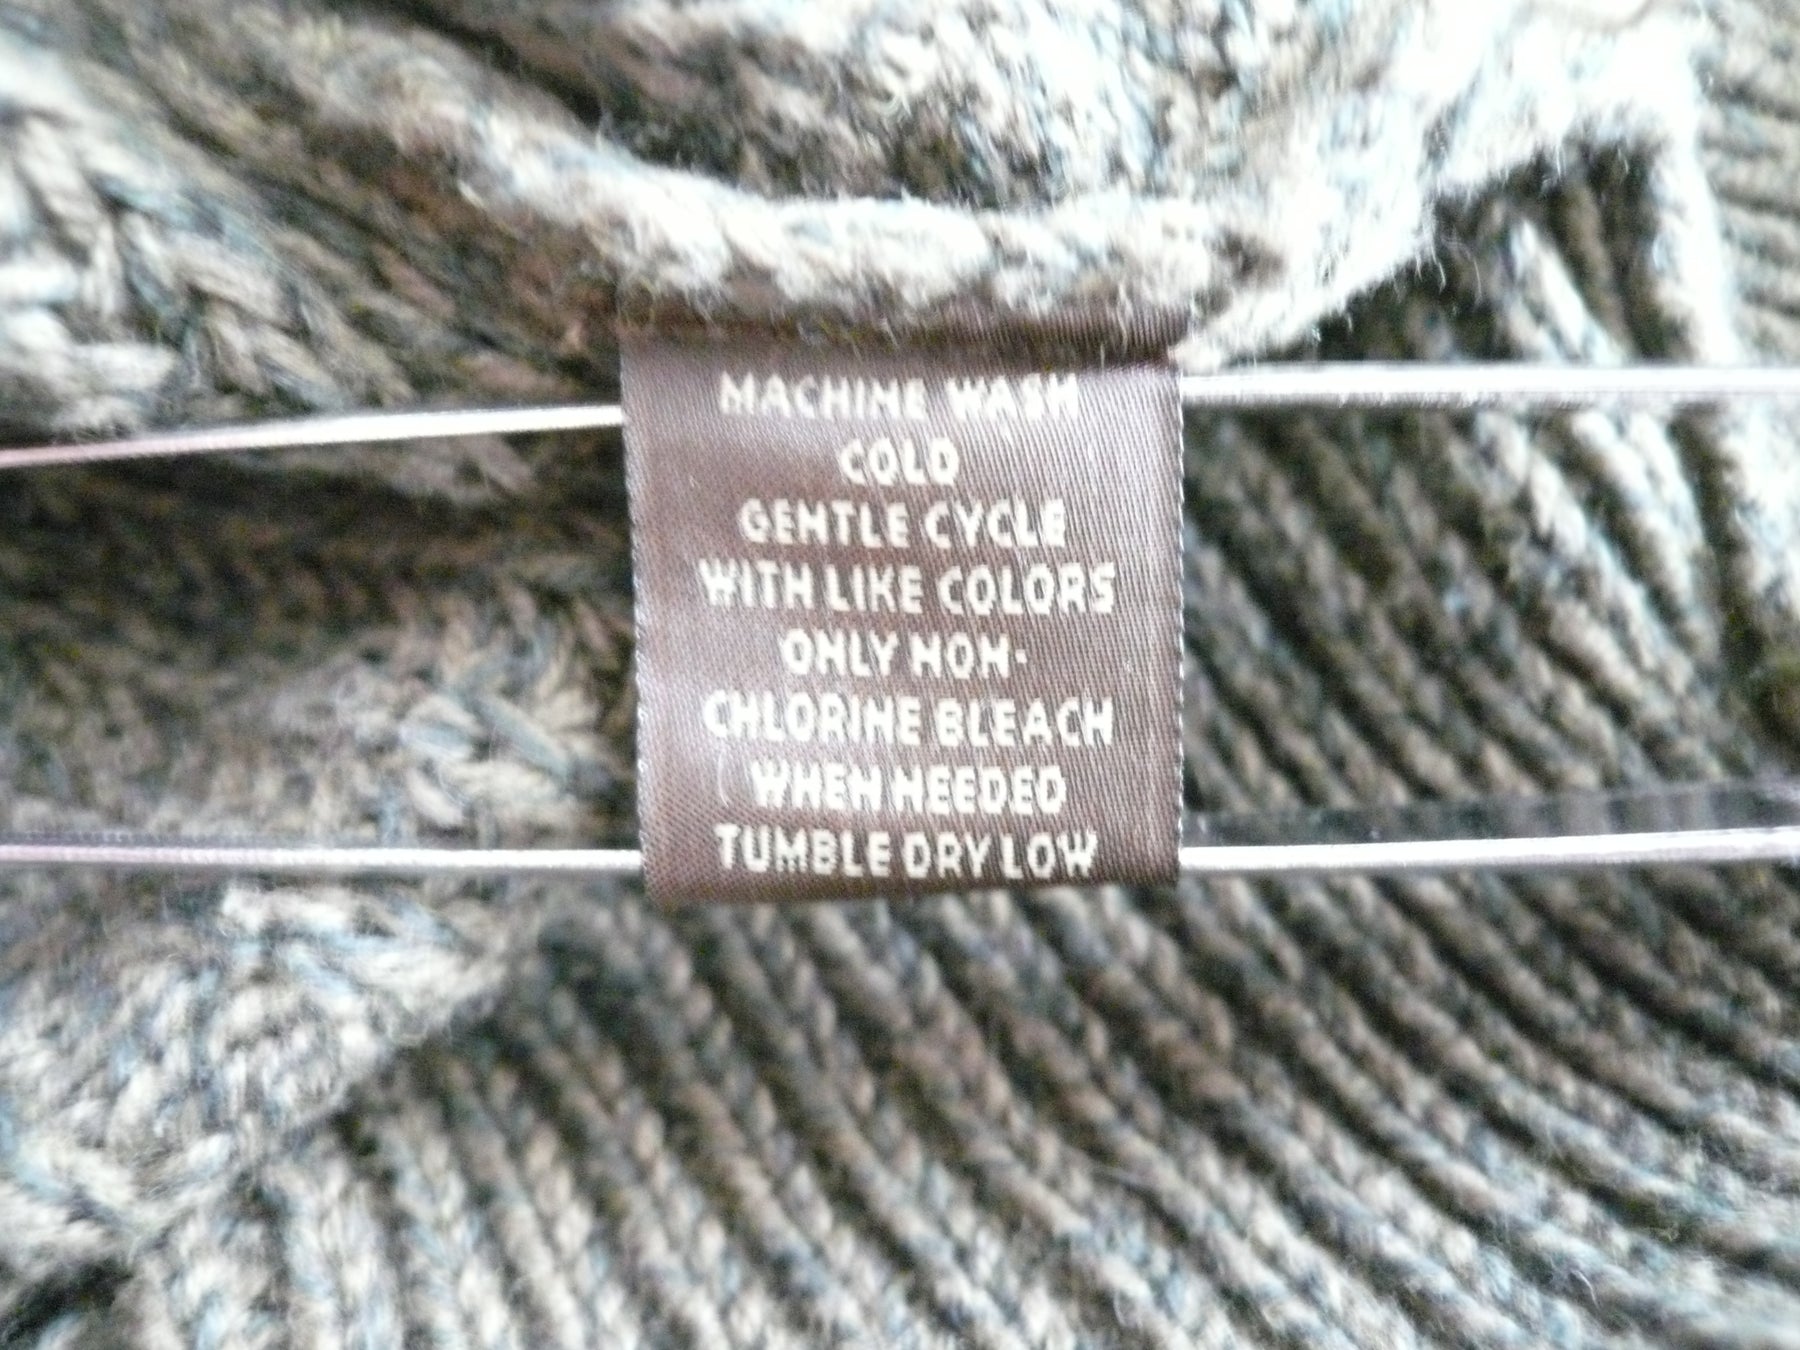 MACHINE WASH
COLD
GENTLE CYCLE
WITH LIKE COLORS
ONLY NON-
CHLORINE BLEACH
WHEN NEEDED
TUMBLE DRY LOW